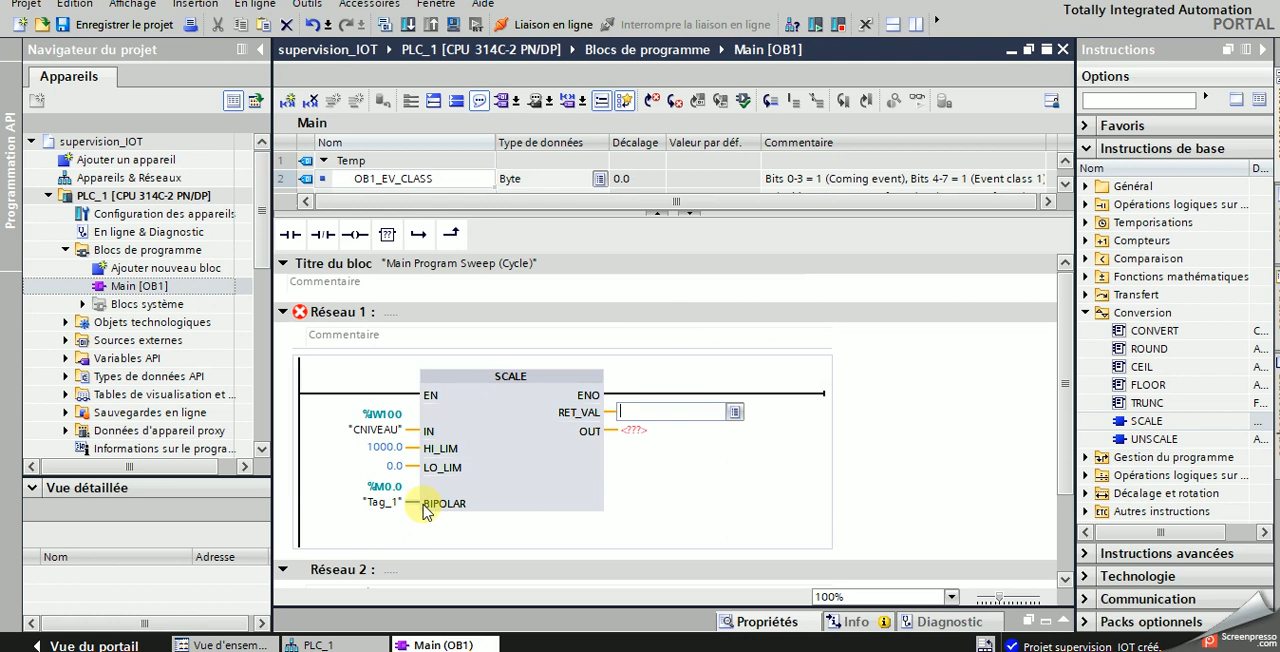 Projet Edition Affichage Insertion En ligne Outils Accessoires Fenêtre Aide
Totally Integrated Automation
PORTAL
Enregistrer le projet
Liaison en ligne
Interrompre la liaison en ligne
Navigateur du projet
supervision_IOT
PLC_1 [CPU 314C-2 PN/DP]
Blocs de programme
Main [OB1]
Instructions
Appareils
Options
Programmation API
Main
Nom Type de données Décalage Valeur par déf. Commentaire
1 Temp
2 OB1_EV_CLASS Byte 0.0 Bits 0-3 = 1 (Coming event), Bits 4-7 = 1 (Event class 1)
supervision_IOT
Ajouter un appareil
Appareils & Réseaux
PLC_1 [CPU 314C-2 PN/DP]
Configuration des appareils
En ligne & Diagnostic
Blocs de programme
Ajouter nouveau bloc
Main [OB1]
Blocs système
Objets technologiques
Sources externes
Variables API
Types de données API
Tables de visualisation et ...
Sauvegardes en ligne
Données d'appareil proxy
Informations sur le progra...
Vue détaillée
Nom Adresse
??
Titre du bloc "Main Program Sweep (Cycle)"
Commentaire
Réseau 1 : .....
Commentaire
SCALE
EN ENO
RET_VAL
%IW100
"CNIVEAU" IN OUT <???>
1000.0 HI_LIM
0.0 LO_LIM
%M0.0
"Tag_1" BIPOLAR
Réseau 2 : .....
100%
Propriétés
Info
Diagnostic
Favoris
Instructions de base
Nom D...
Général
Opérations logiques sur ...
Temporisations
Compteurs
Comparaison
Fonctions mathématiques
Transfert
Conversion
CONVERT C...
ROUND A...
CEIL A...
FLOOR A...
TRUNC A...
SCALE ...
UNSCALE A...
Gestion du programme
Opérations logiques sur ...
Décalage et rotation
Autres instructions
Instructions avancées
Technologie
Communication
Packs optionnels
Vue du portail
Vue d'ensem...
PLC_1
Main (OB1)
Projet supervision_IOT créé.
Screenpresso
.com